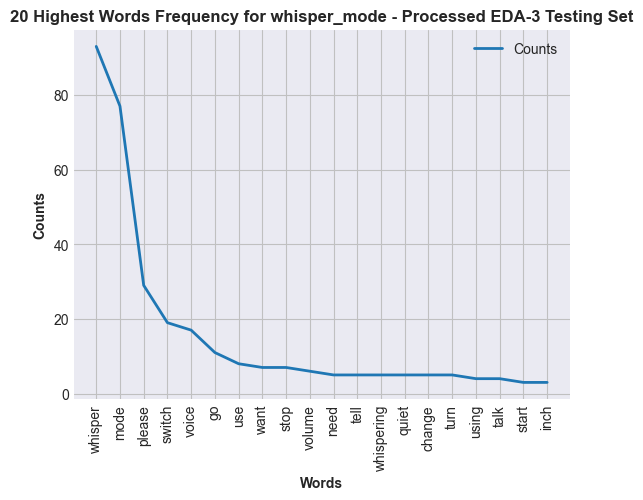 20 Highest Words Frequency for whisper_mode - Processed EDA-3 Testing Set
Counts
80
60
40
20
0
Counts
whisper
mode
please
switch
voice
go
use
want
stop
volume
need
tell
whispering
quiet
change
turn
using
talk
start
inch
Words